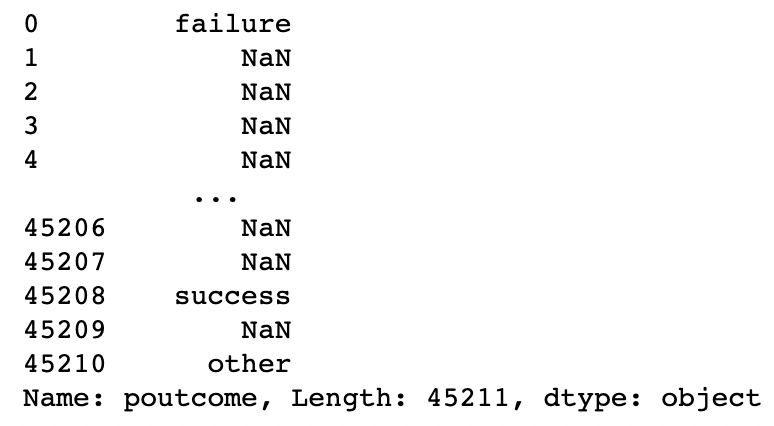 0 failure
1 NaN
2 NaN
3 NaN
4 NaN
...
45206 NaN
45207 NaN
45208 success
45209 NaN
45210 other
Name: poutcome, Length: 45211, dtype: object